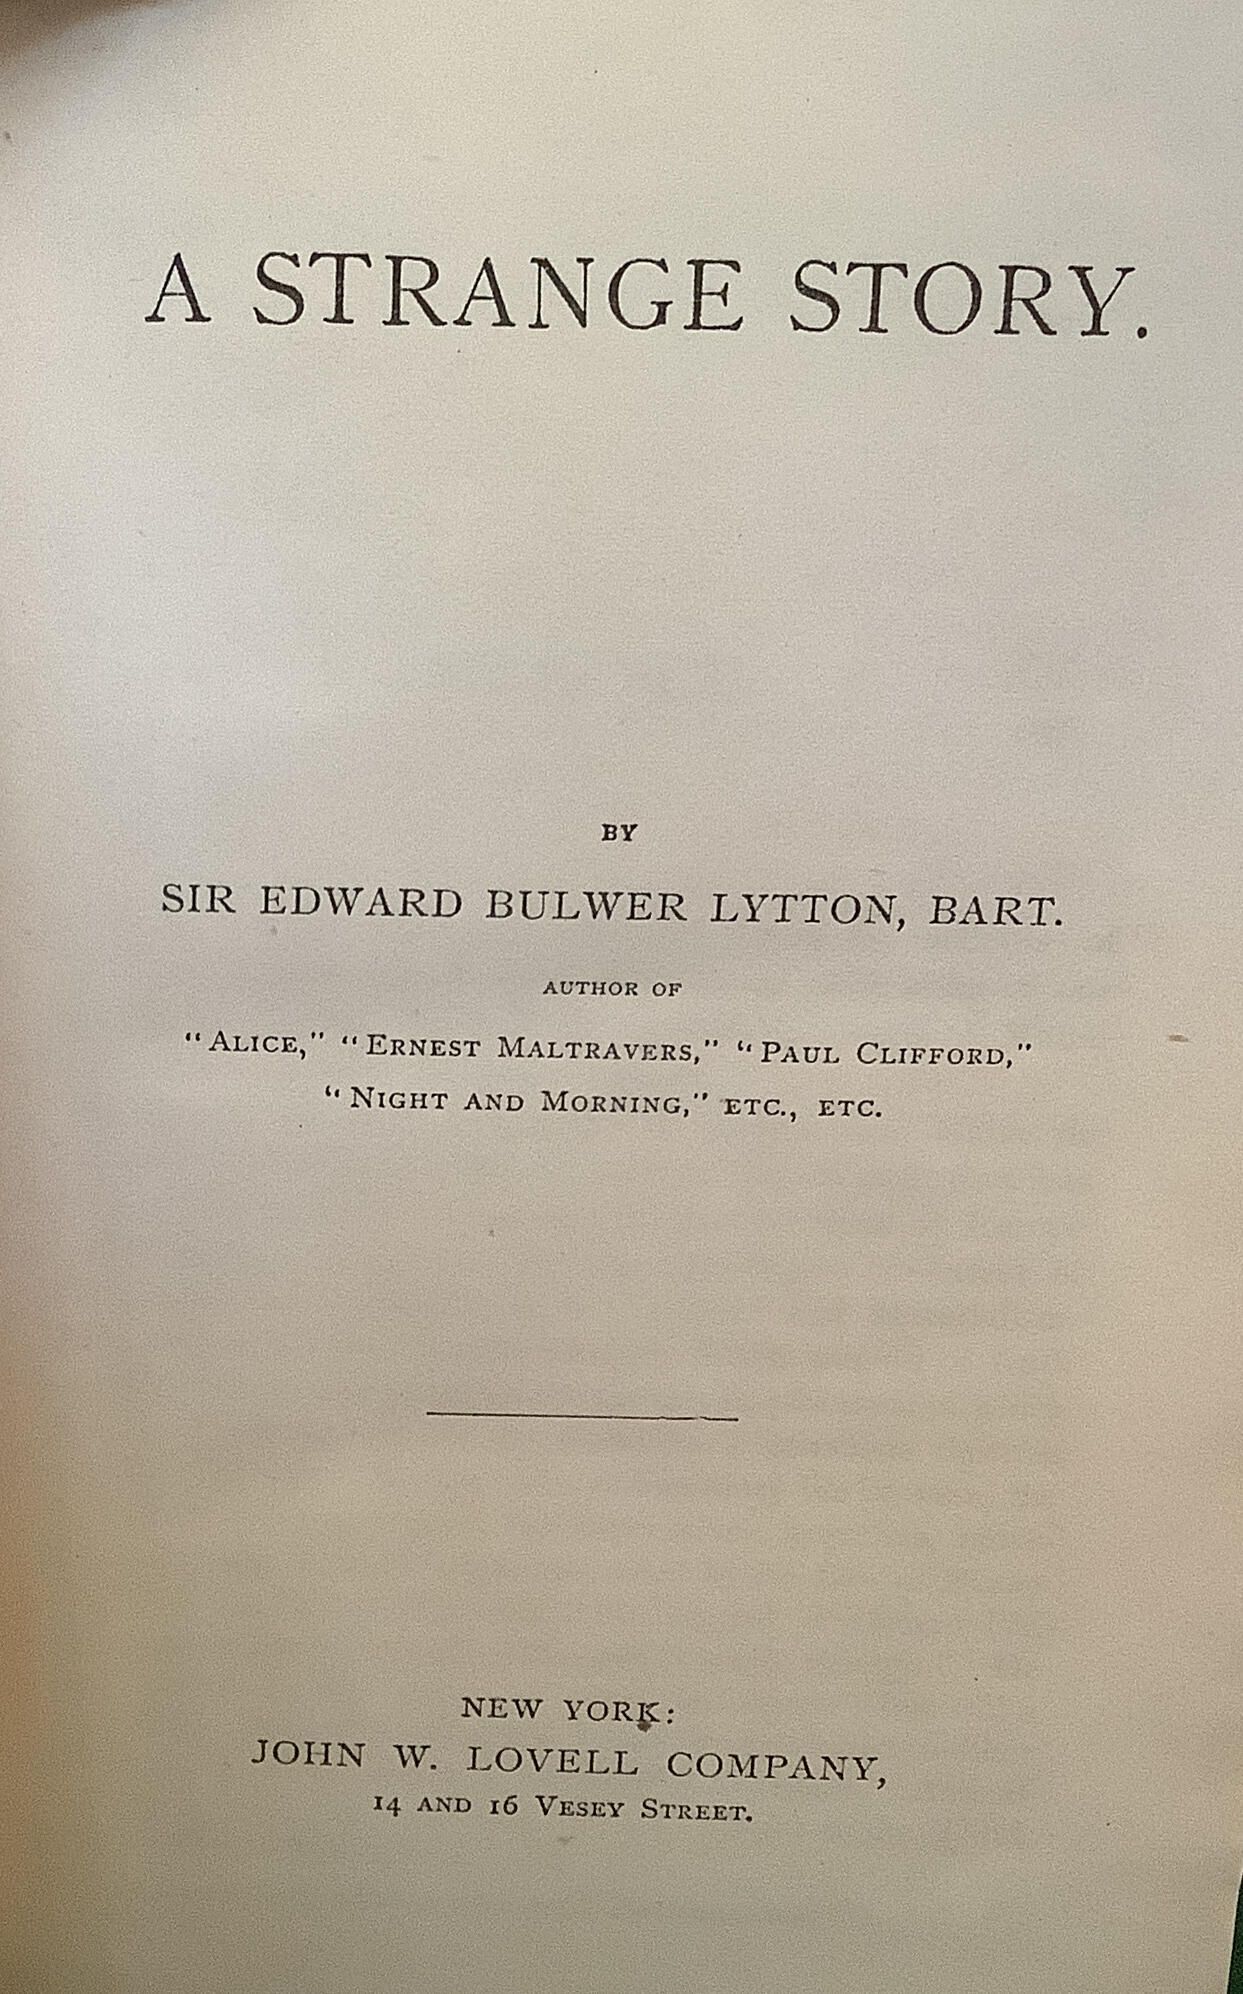 A STRANGE STORY.
BY
SIR EDWARD BULWER LYTTON, BART.
AUTHOR OF
“ALICE,” “ERNEST MALTRAVERS,” “PAUL CLIFFORD,”
“NIGHT AND MORNING,” ETC., ETC.
NEW YORK:
JOHN W. LOVELL COMPANY,
14 AND 16 VESEY STREET.